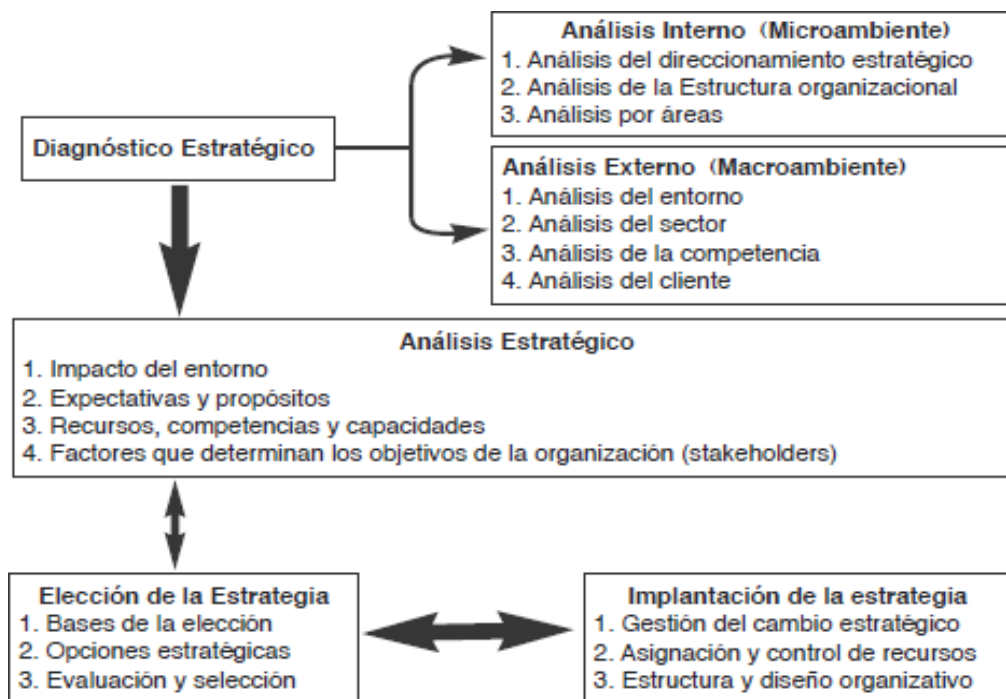 Análisis Interno (Microambiente)
1. Análisis del direccionamiento estratégico
2. Análisis de la Estructura organizacional
3. Análisis por áreas
Diagnóstico Estratégico
Análisis Externo (Macroambiente)
1. Análisis del entorno
2. Análisis del sector
3. Análisis de la competencia
4. Análisis del cliente
Análisis Estratégico
1. Impacto del entorno
2. Expectativas y propósitos
3. Recursos, competencias y capacidades
4. Factores que determinan los objetivos de la organización (stakeholders)
Elección de la Estrategia
1. Bases de la elección
2. Opciones estratégicas
3. Evaluación y selección
Implantación de la estrategia
1. Gestión del cambio estratégico
2. Asignación y control de recursos
3. Estructura y diseño organizativo